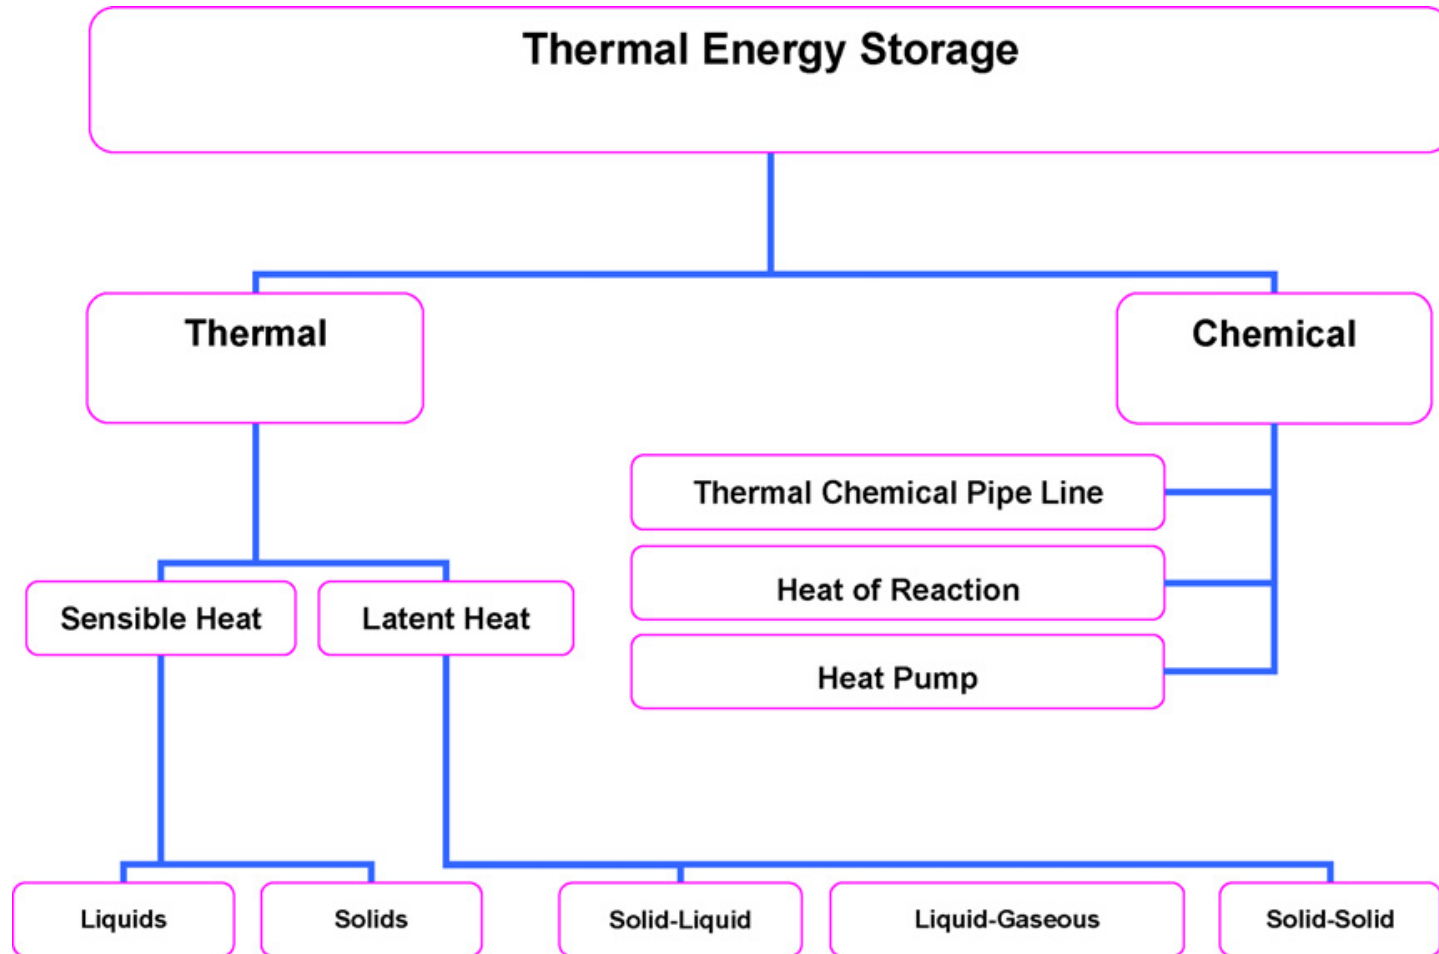 Thermal Energy Storage
Thermal
Chemical
Thermal Chemical Pipe Line
Heat of Reaction
Heat Pump
Sensible Heat
Latent Heat
Liquids
Solids
Solid-Liquid
Liquid-Gaseous
Solid-Solid